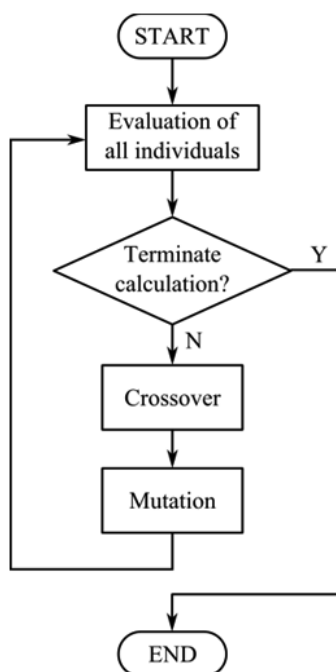 START
Evaluation of
all individuals
Terminate
calculation?
Y
N
Crossover
Mutation
END